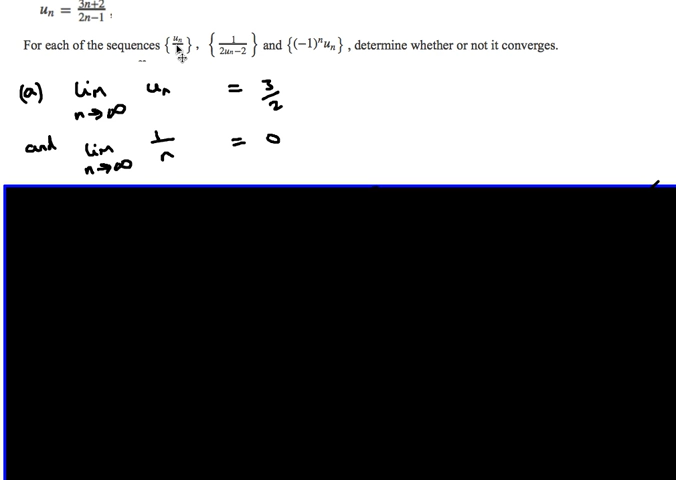 uₙ = (3n+2)/(2n−1),
For each of the sequences {uₙ/n}, {1/(2uₙ−2)} and {(−1)ⁿuₙ}, determine whether or not it converges.
(a) lim n→∞ uₙ = 3/2
and lim n→∞ 1/n = 0